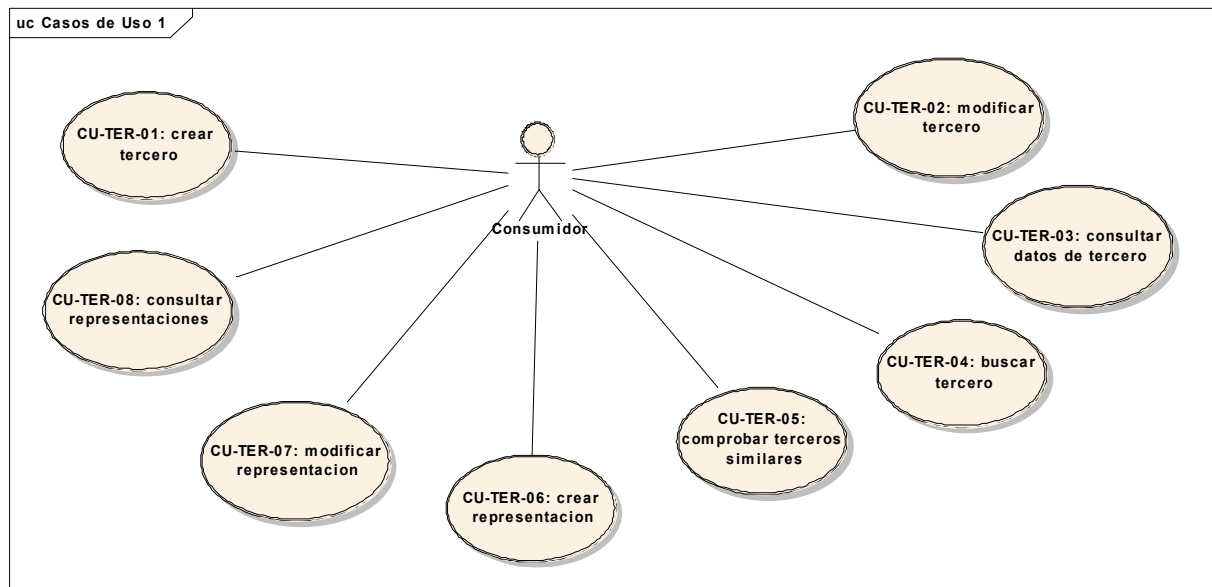 uc Casos de Uso 1
CU-TER-01: crear
tercero
CU-TER-02: modificar
tercero
Consumidor
CU-TER-03: consultar
datos de tercero
CU-TER-08: consultar
representaciones
CU-TER-04: buscar
tercero
CU-TER-05:
comprobar terceros
similares
CU-TER-07: modificar
representacion
CU-TER-06: crear
representacion